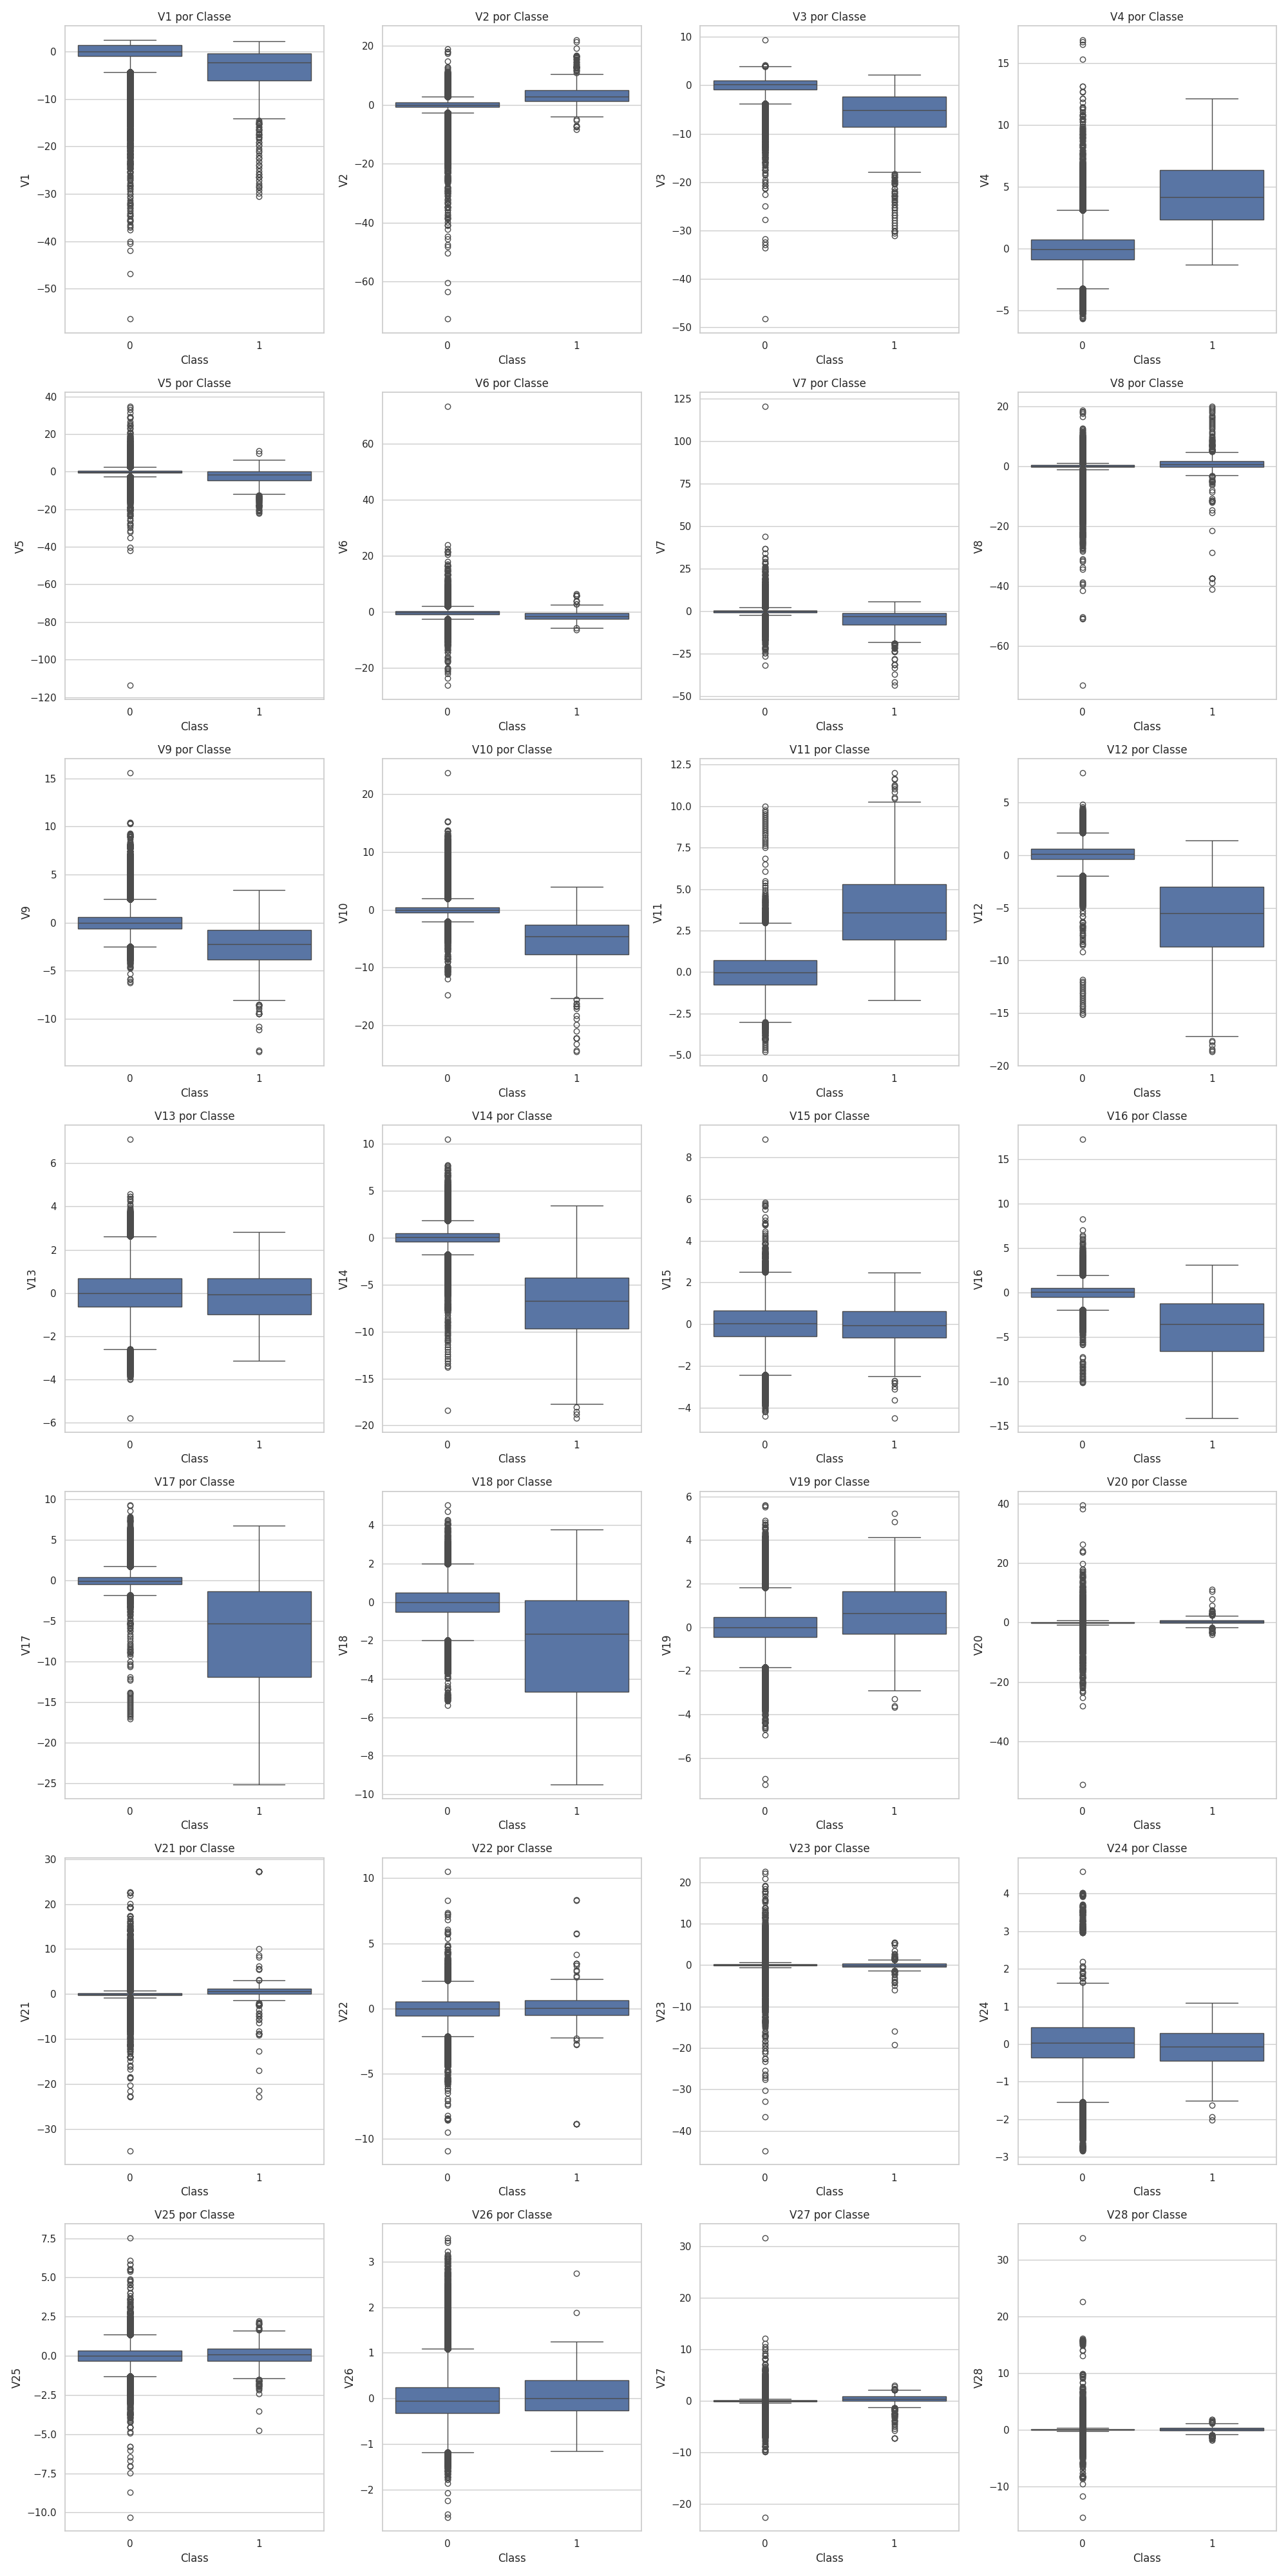 V1 por Classe
V1
0
−10
−20
−30
−40
−50
0
1
Class
V2 por Classe
V2
20
0
−20
−40
−60
0
1
Class
V3 por Classe
V3
10
0
−10
−20
−30
−40
−50
0
1
Class
V4 por Classe
V4
15
10
5
0
−5
0
1
Class
V5 por Classe
V5
40
20
0
−20
−40
−60
−80
−100
−120
0
1
Class
V6 por Classe
V6
60
40
20
0
−20
0
1
Class
V7 por Classe
V7
125
100
75
50
25
0
−25
−50
0
1
Class
V8 por Classe
V8
20
0
−20
−40
−60
0
1
Class
V9 por Classe
V9
15
10
5
0
−5
−10
0
1
Class
V10 por Classe
V10
20
10
0
−10
−20
0
1
Class
V11 por Classe
V11
12.5
10.0
7.5
5.0
2.5
0.0
−2.5
−5.0
0
1
Class
V12 por Classe
V12
5
0
−5
−10
−15
−20
0
1
Class
V13 por Classe
V13
6
4
2
0
−2
−4
−6
0
1
Class
V14 por Classe
V14
10
5
0
−5
−10
−15
−20
0
1
Class
V15 por Classe
V15
8
6
4
2
0
−2
−4
0
1
Class
V16 por Classe
V16
15
10
5
0
−5
−10
−15
0
1
Class
V17 por Classe
V17
10
5
0
−5
−10
−15
−20
−25
0
1
Class
V18 por Classe
V18
4
2
0
−2
−4
−6
−8
−10
0
1
Class
V19 por Classe
V19
6
4
2
0
−2
−4
−6
0
1
Class
V20 por Classe
V20
40
20
0
−20
−40
0
1
Class
V21 por Classe
V21
30
20
10
0
−10
−20
−30
0
1
Class
V22 por Classe
V22
10
5
0
−5
−10
0
1
Class
V23 por Classe
V23
20
10
0
−10
−20
−30
−40
0
1
Class
V24 por Classe
V24
4
3
2
1
0
−1
−2
−3
0
1
Class
V25 por Classe
V25
7.5
5.0
2.5
0.0
−2.5
−5.0
−7.5
−10.0
0
1
Class
V26 por Classe
V26
3
2
1
0
−1
−2
0
1
Class
V27 por Classe
V27
30
20
10
0
−10
−20
0
1
Class
V28 por Classe
V28
30
20
10
0
−10
0
1
Class